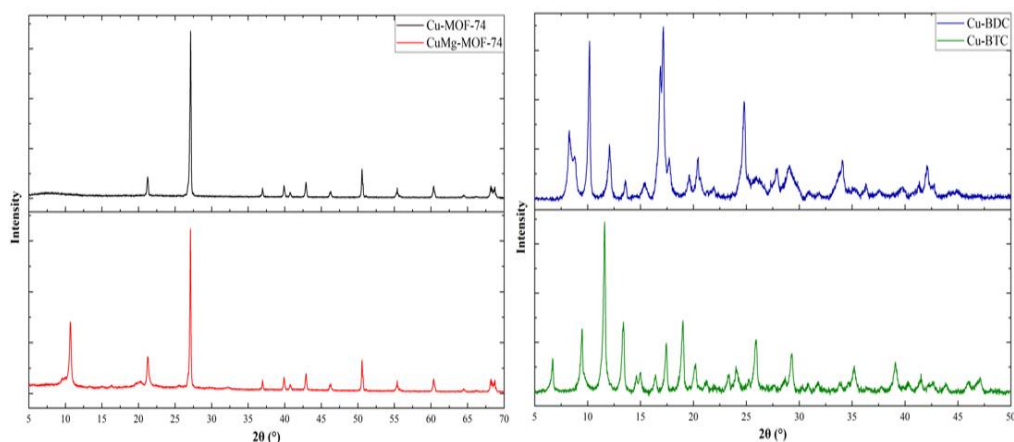 Cu-MOF-74
CuMg-MOF-74
Intensity
5 10 15 20 25 30 35 40 45 50 55 60 65 70
2θ (°)
Cu-BDC
Cu-BTC
Intensity
5 10 15 20 25 30 35 40 45 50
2θ (°)